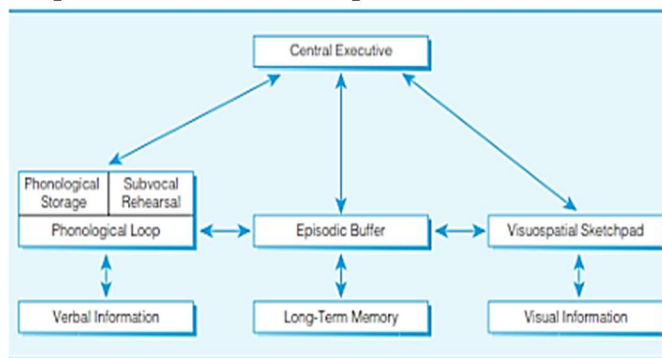 Central Executive
Phonological Storage
Subvocal Rehearsal
Phonological Loop
Episodic Buffer
Visuospatial Sketchpad
Verbal Information
Long-Term Memory
Visual Information